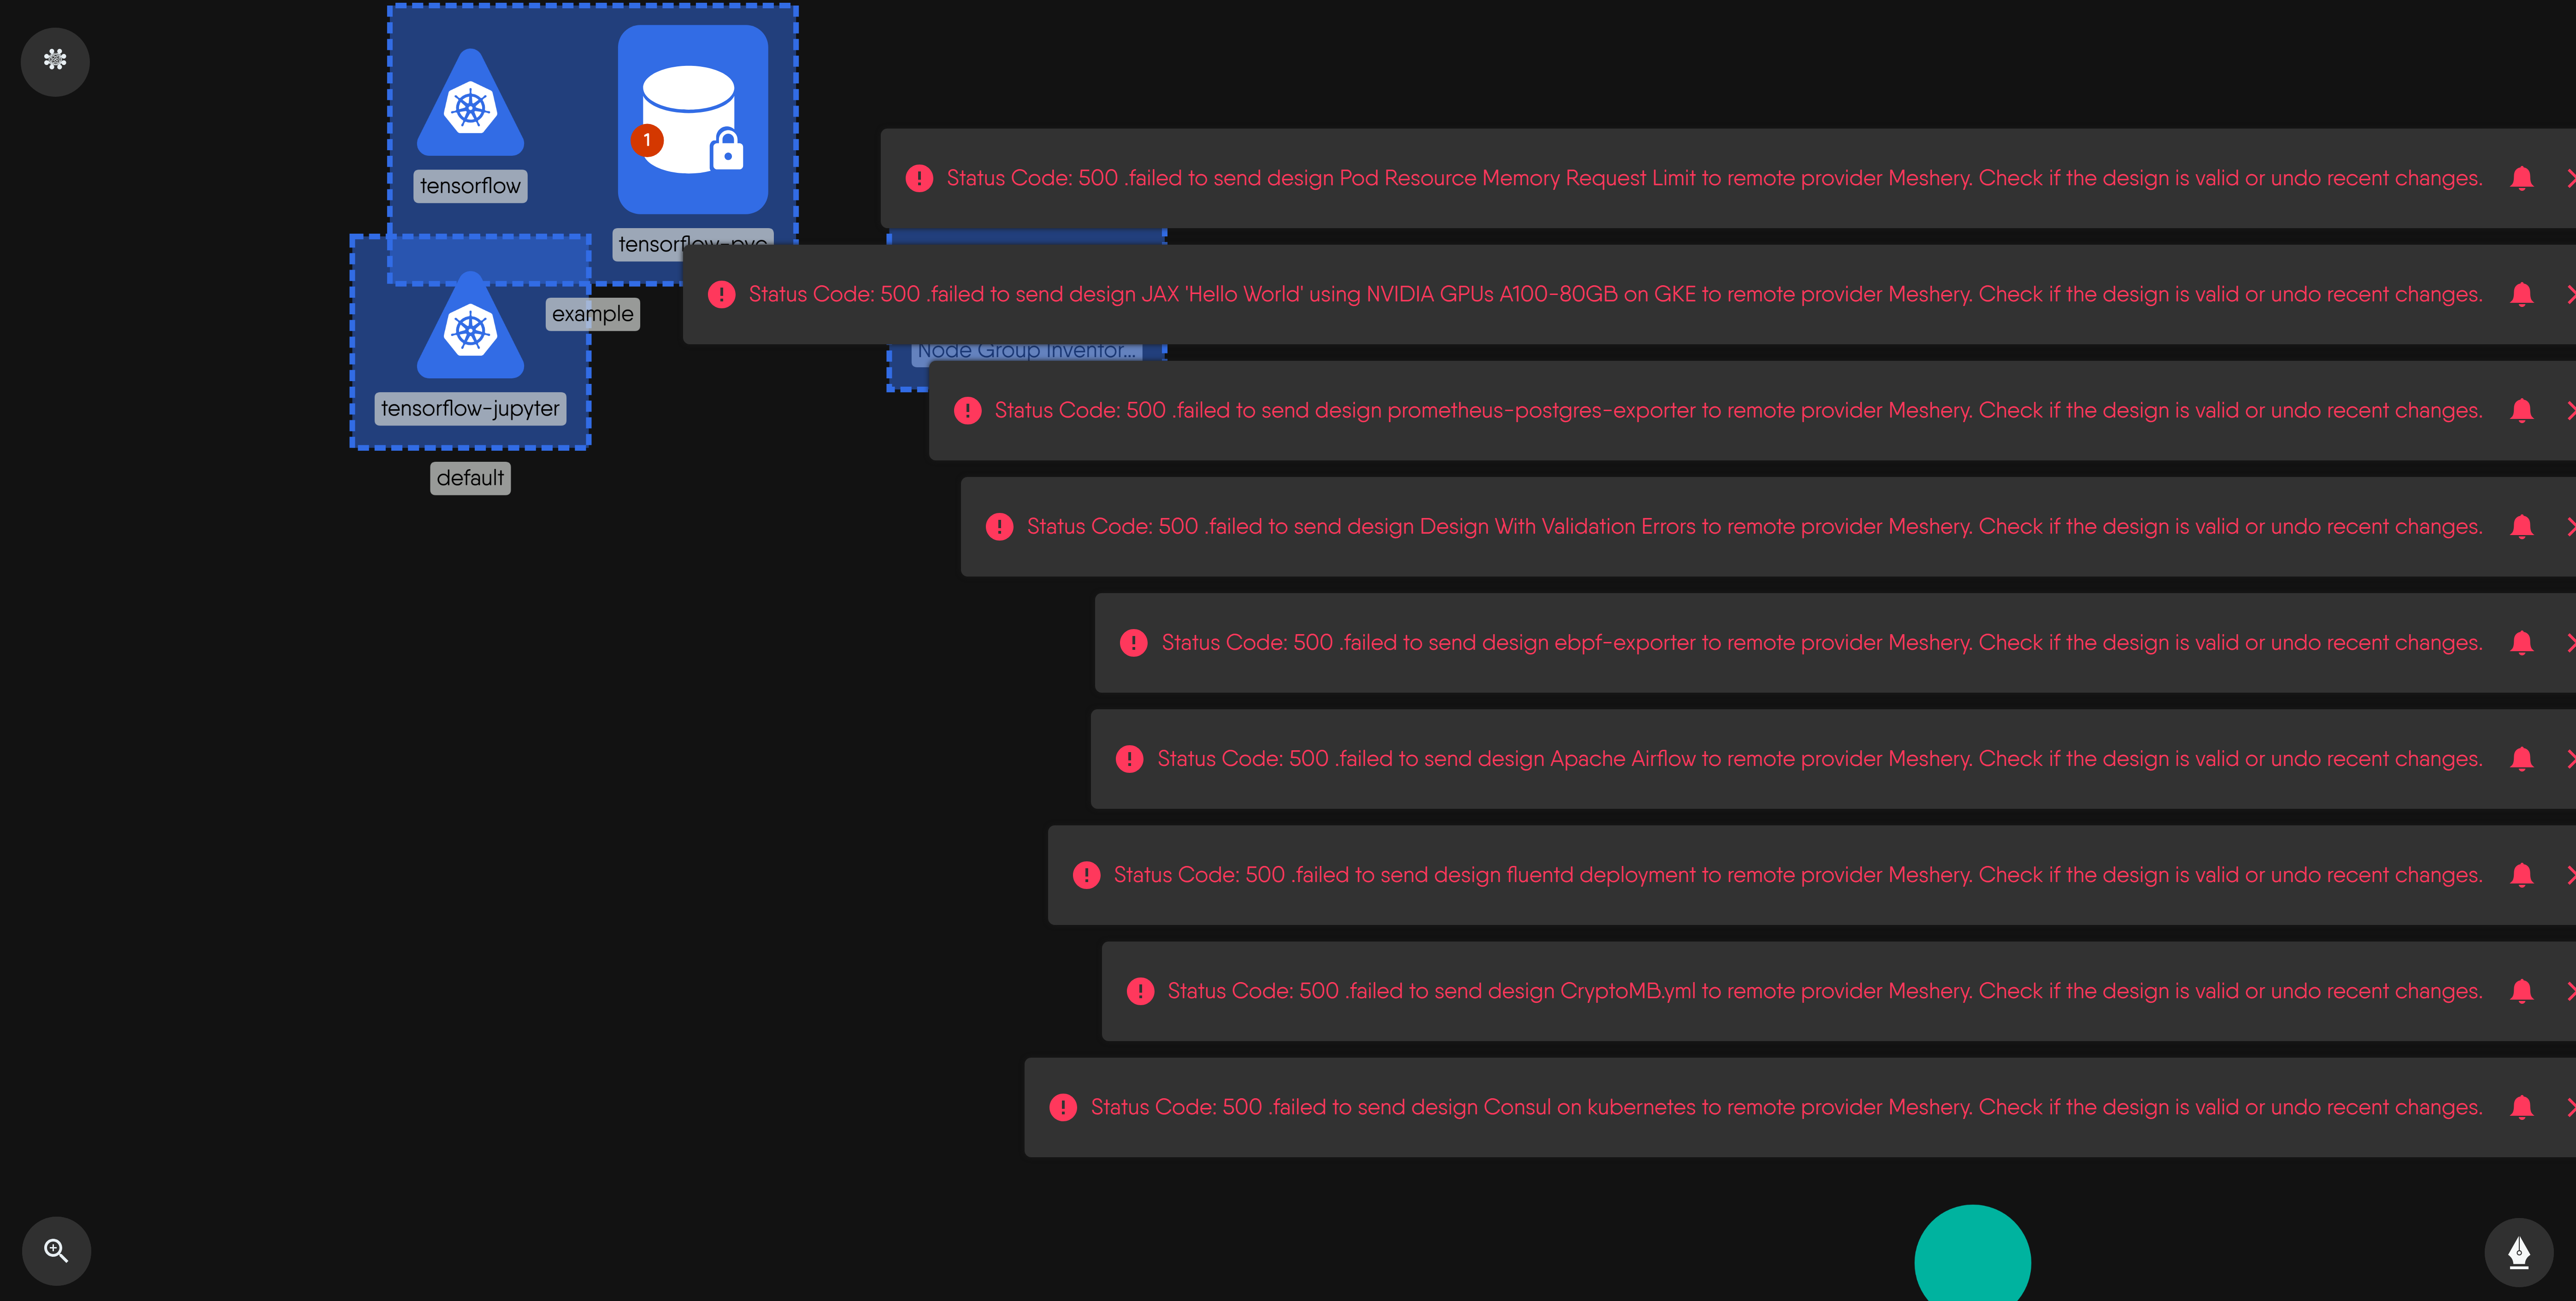 tensorflow
1
tensorflow-pvc
example
tensorflow-jupyter
default
Node Group Inventor...
Status Code: 500 .failed to send design Pod Resource Memory Request Limit to remote provider Meshery. Check if the design is valid or undo recent changes.
Status Code: 500 .failed to send design JAX 'Hello World' using NVIDIA GPUs A100-80GB on GKE to remote provider Meshery. Check if the design is valid or undo recent changes.
Status Code: 500 .failed to send design prometheus-postgres-exporter to remote provider Meshery. Check if the design is valid or undo recent changes.
Status Code: 500 .failed to send design Design With Validation Errors to remote provider Meshery. Check if the design is valid or undo recent changes.
Status Code: 500 .failed to send design ebpf-exporter to remote provider Meshery. Check if the design is valid or undo recent changes.
Status Code: 500 .failed to send design Apache Airflow to remote provider Meshery. Check if the design is valid or undo recent changes.
Status Code: 500 .failed to send design fluentd deployment to remote provider Meshery. Check if the design is valid or undo recent changes.
Status Code: 500 .failed to send design CryptoMB.yml to remote provider Meshery. Check if the design is valid or undo recent changes.
Status Code: 500 .failed to send design Consul on kubernetes to remote provider Meshery. Check if the design is valid or undo recent changes.